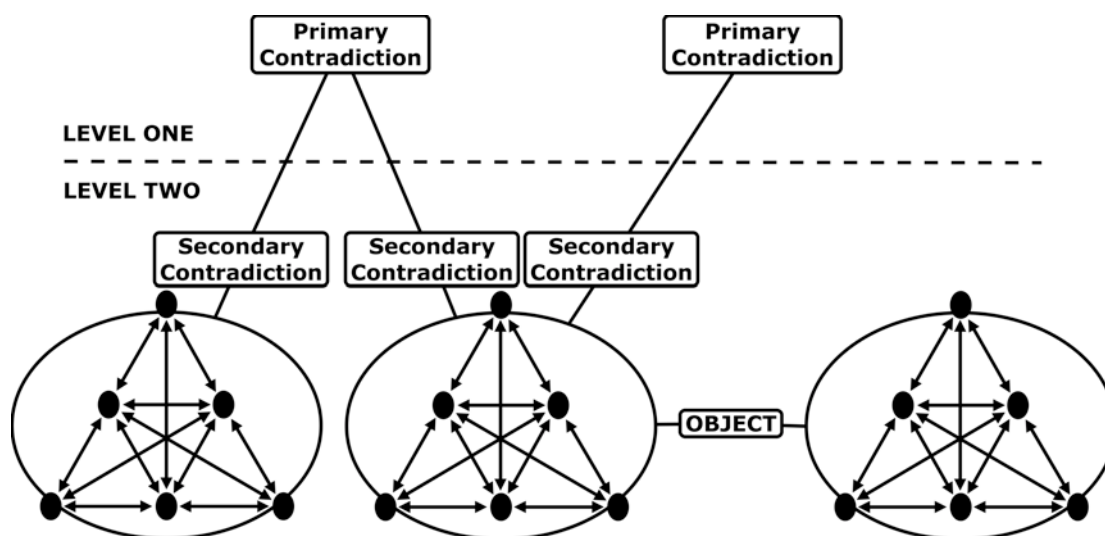 Primary
Contradiction
Primary
Contradiction
LEVEL ONE
LEVEL TWO
Secondary
Contradiction
Secondary
Contradiction
Secondary
Contradiction
OBJECT